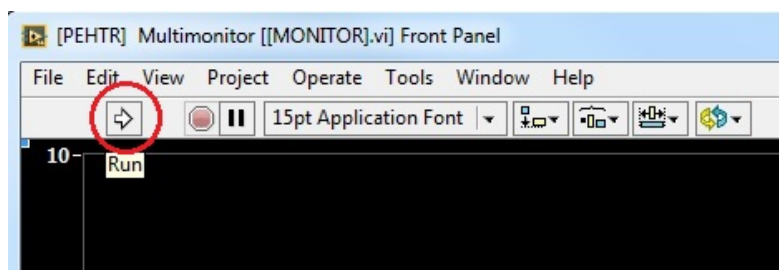 [PEHTR] Multimonitor [[MONITOR].vi] Front Panel
File Edit View Project Operate Tools Window Help
15pt Application Font
10
Run